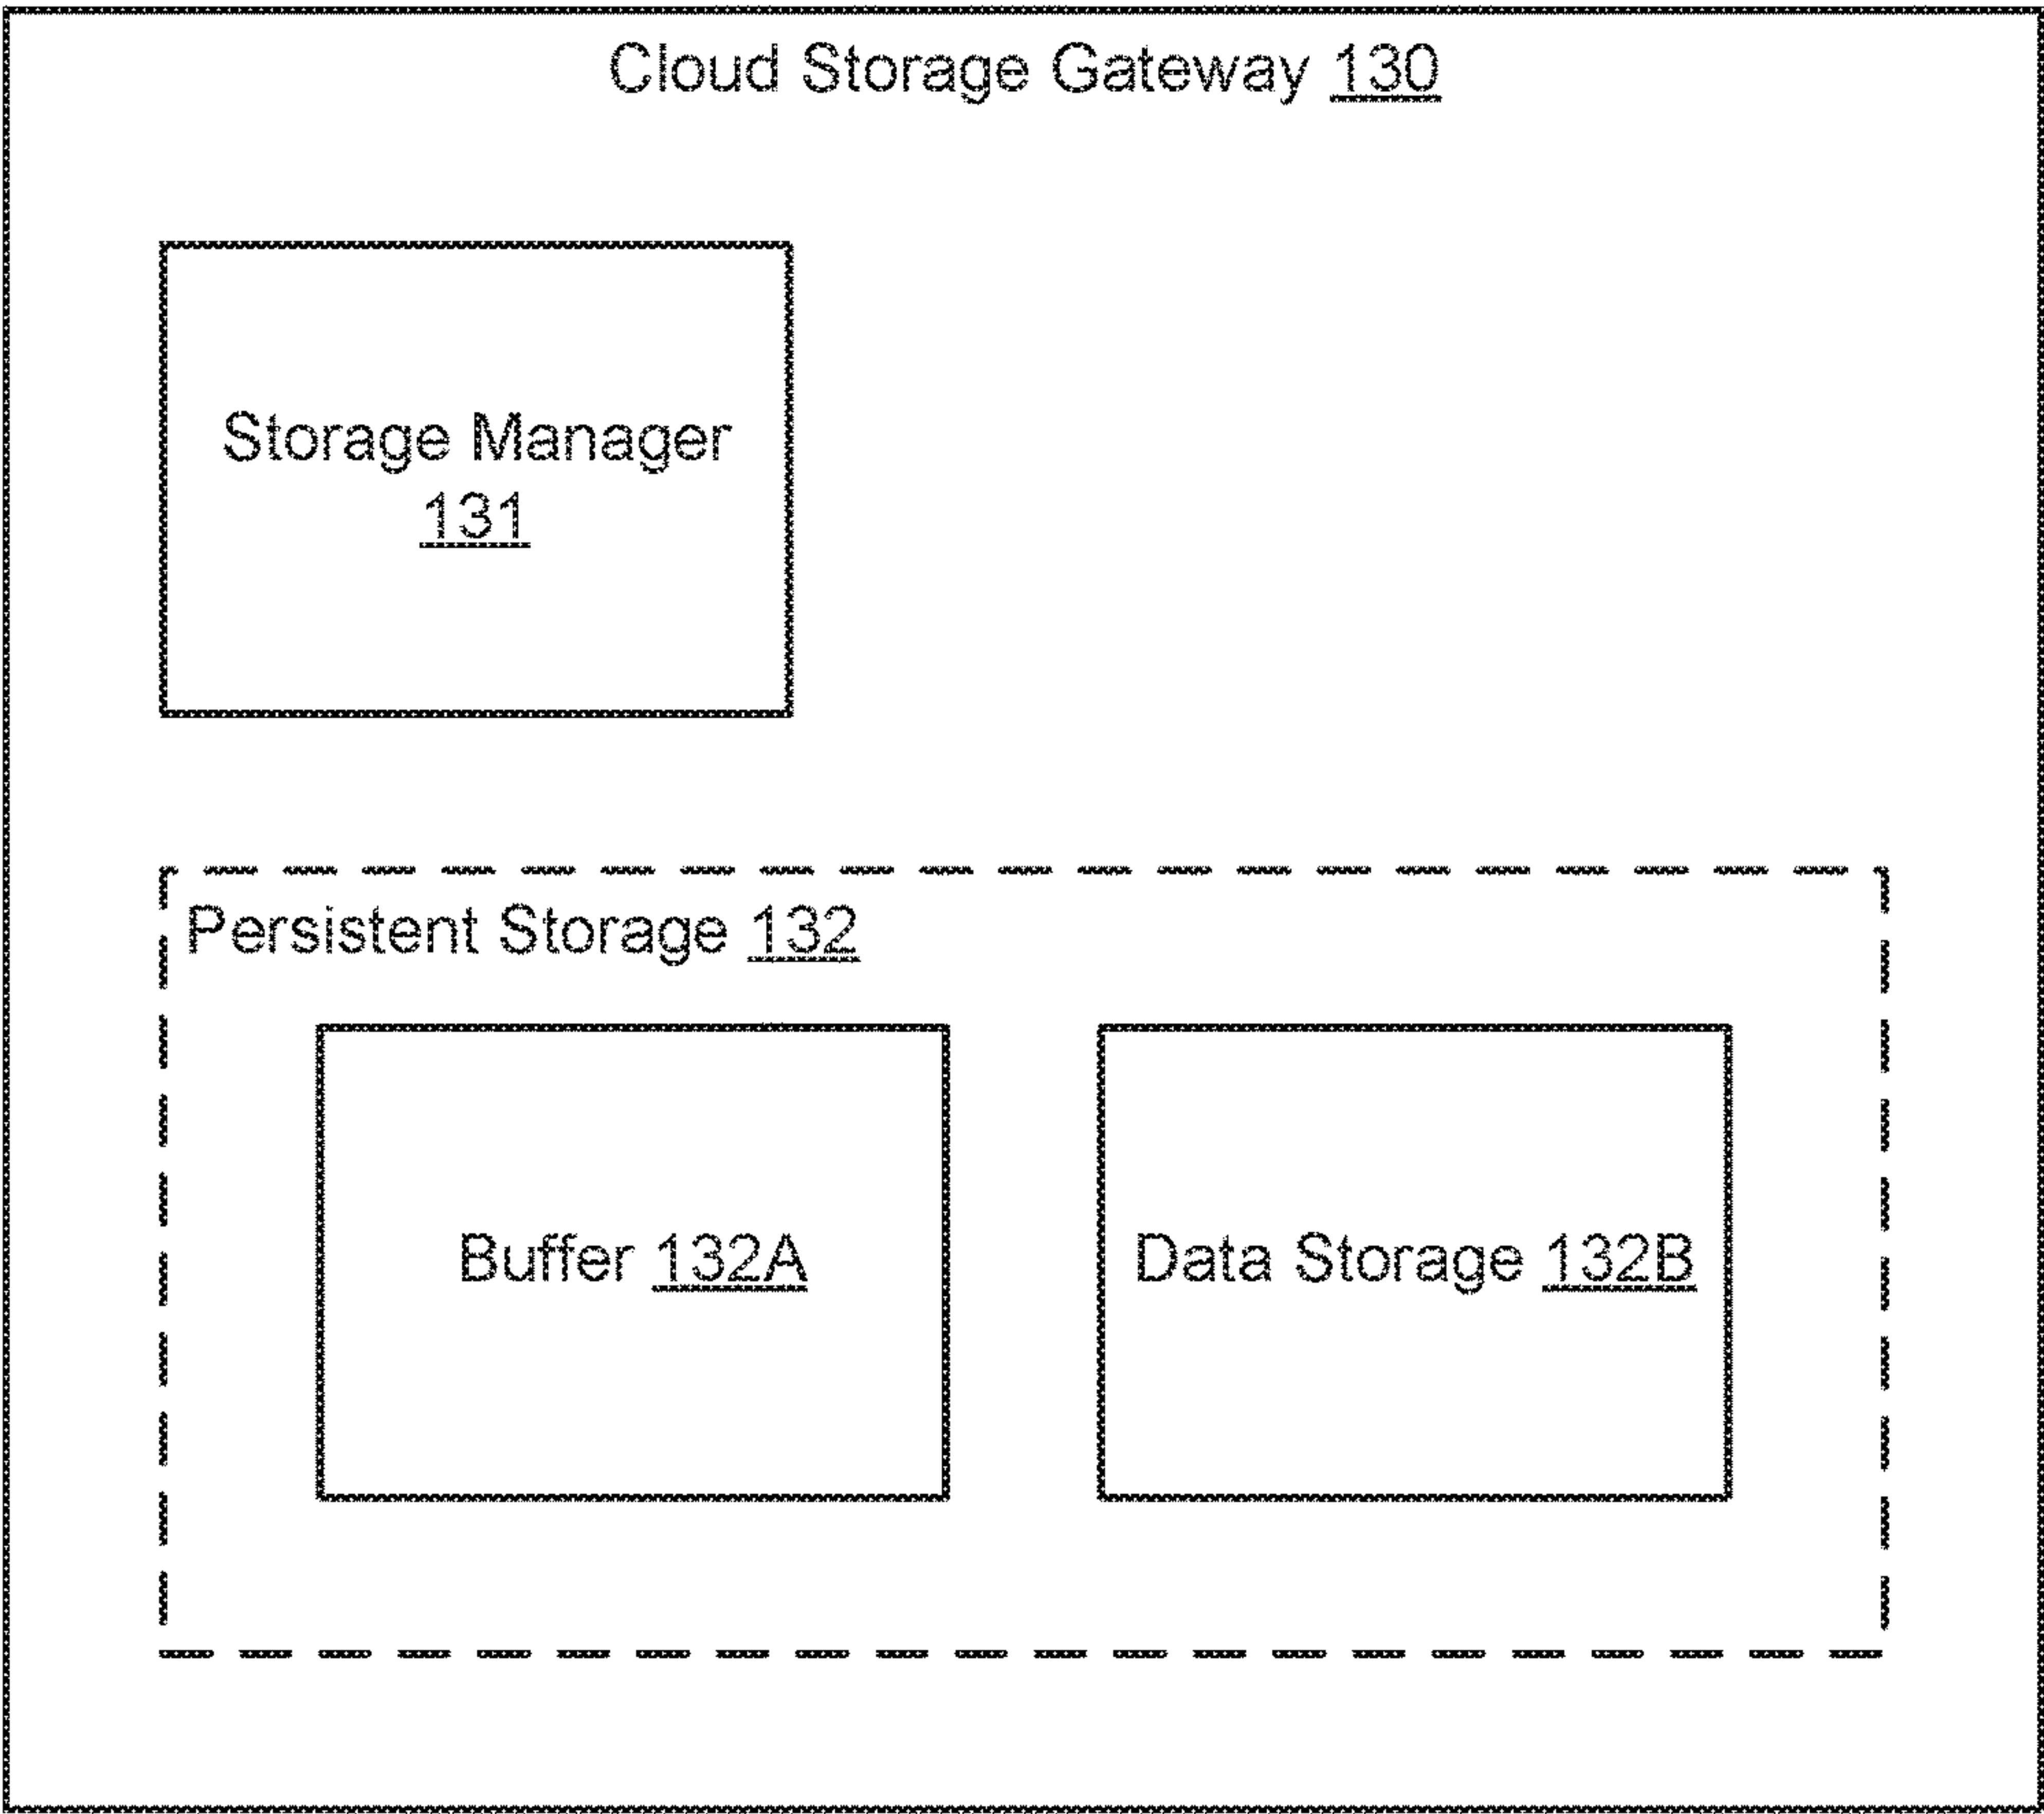 Cloud Storage Gateway 130
Storage Manager
131
Persistent Storage 132
Buffer 132A
Data Storage 132B